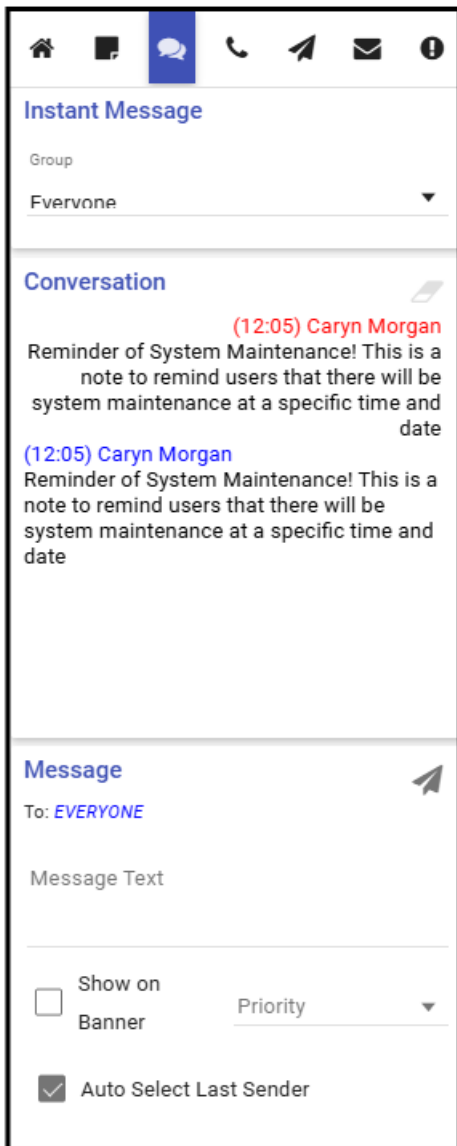 Instant Message
Group
Everyone
Conversation
(12:05) Caryn Morgan
Reminder of System Maintenance! This is a
note to remind users that there will be
system maintenance at a specific time and
date
(12:05) Caryn Morgan
Reminder of System Maintenance! This is a
note to remind users that there will be
system maintenance at a specific time and
date
Message
To: EVERYONE
Message Text
Show on
Banner
Priority
Auto Select Last Sender